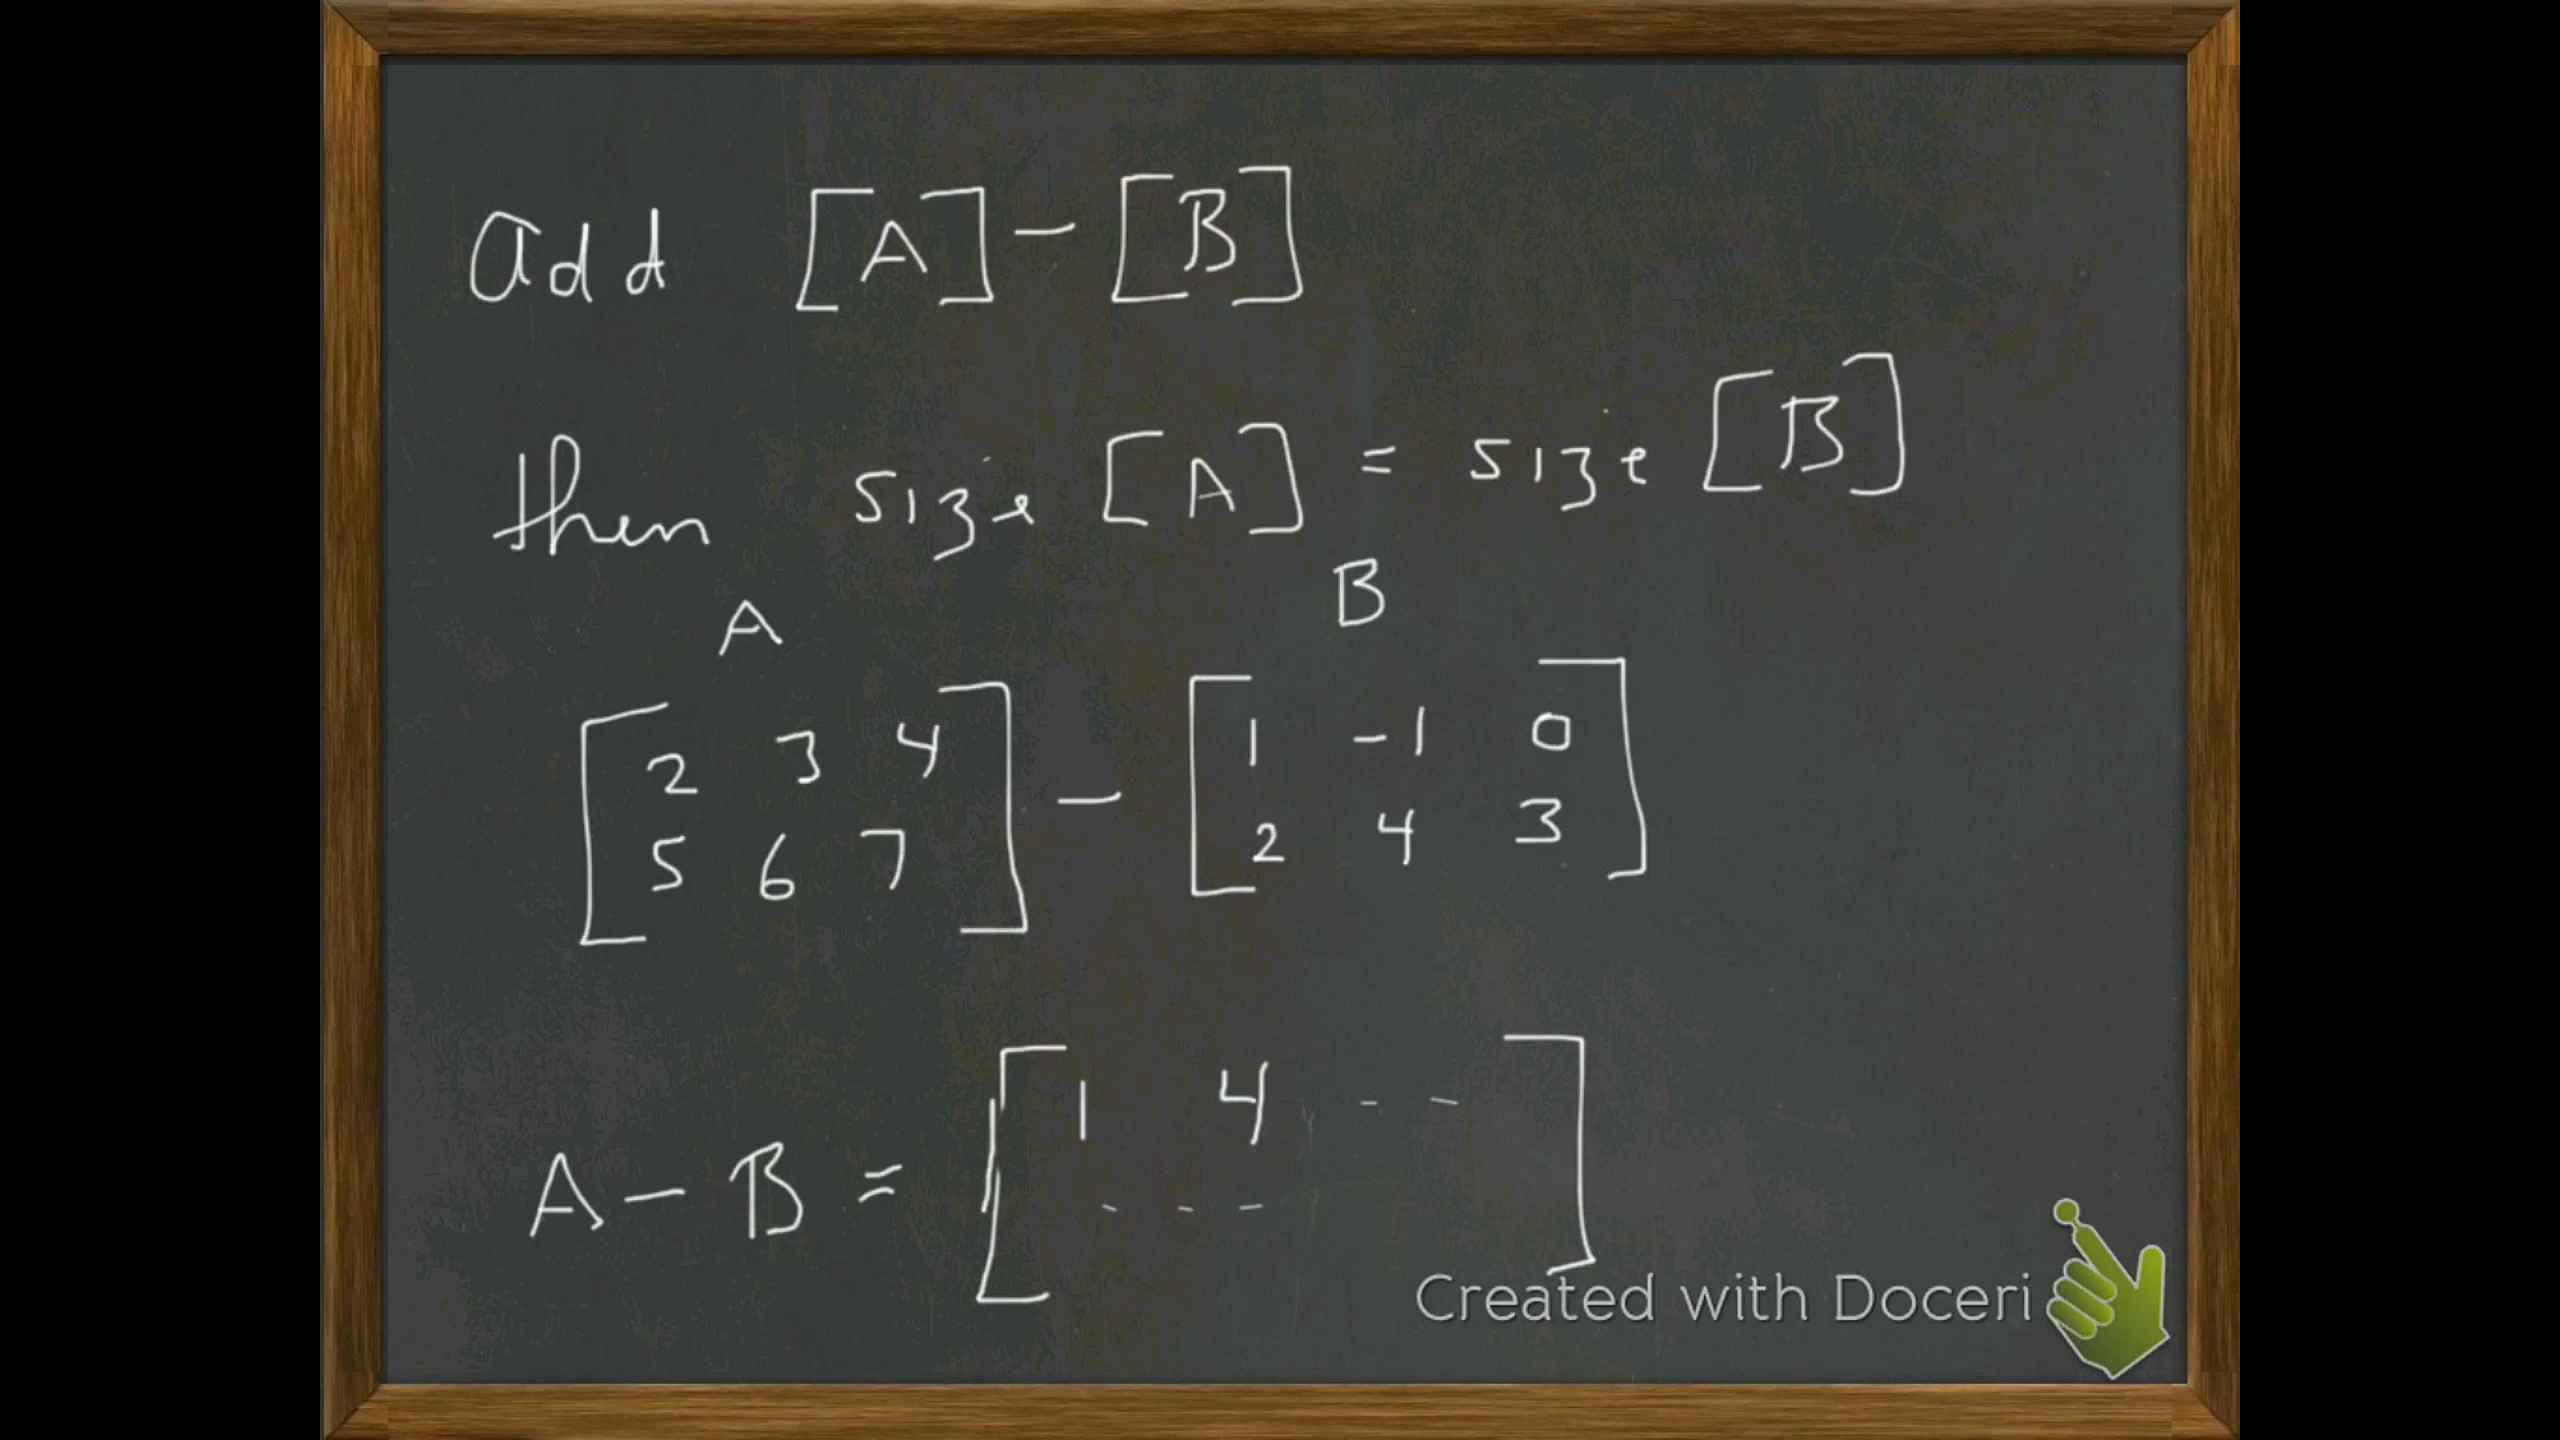 add [A] - [B]
then size [A] = size [B]
A B
[2 3 4] - [1 -1 0]
[5 6 7] [2 4 3]
A - B = [1 4 - -]
[- - -]
Created with Doceri